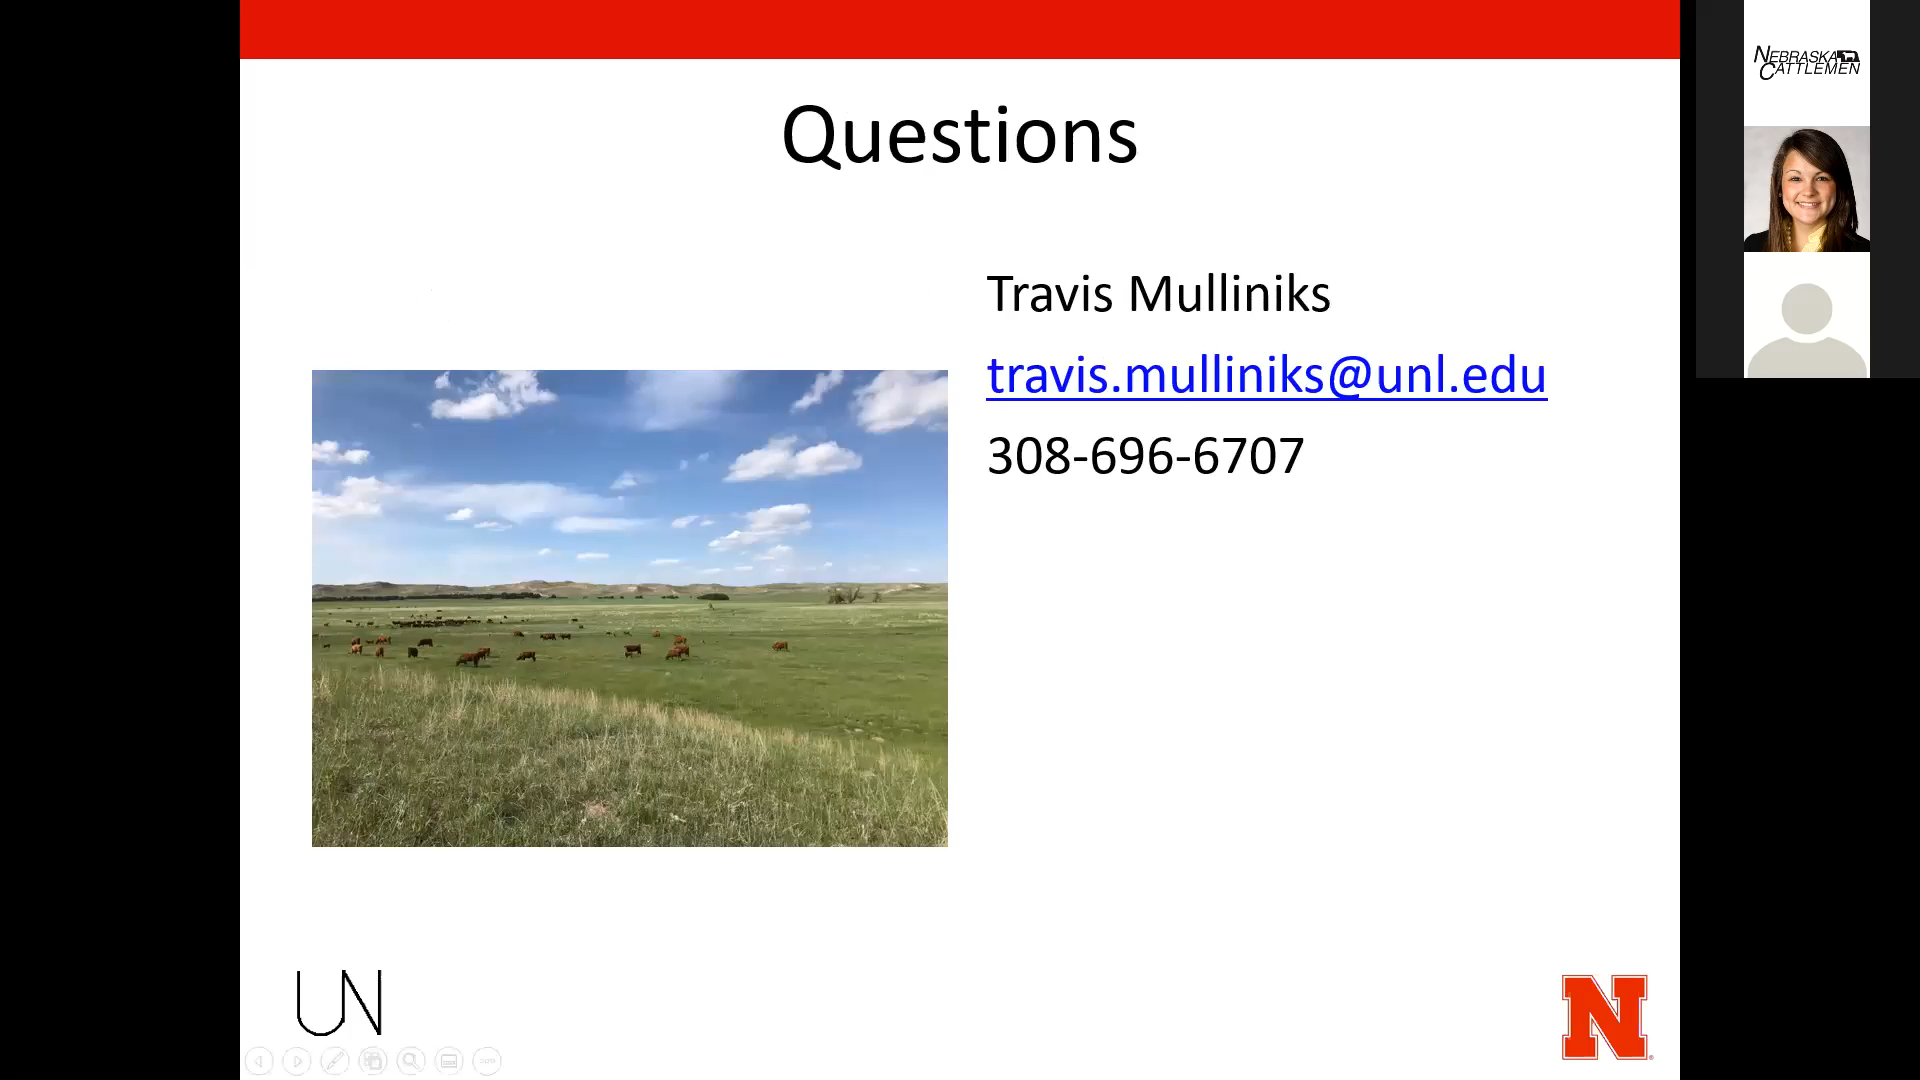 Questions
Travis Mulliniks
travis.mulliniks@unl.edu
308-696-6707
NEBRASKA
CATTLEMEN
UN
N